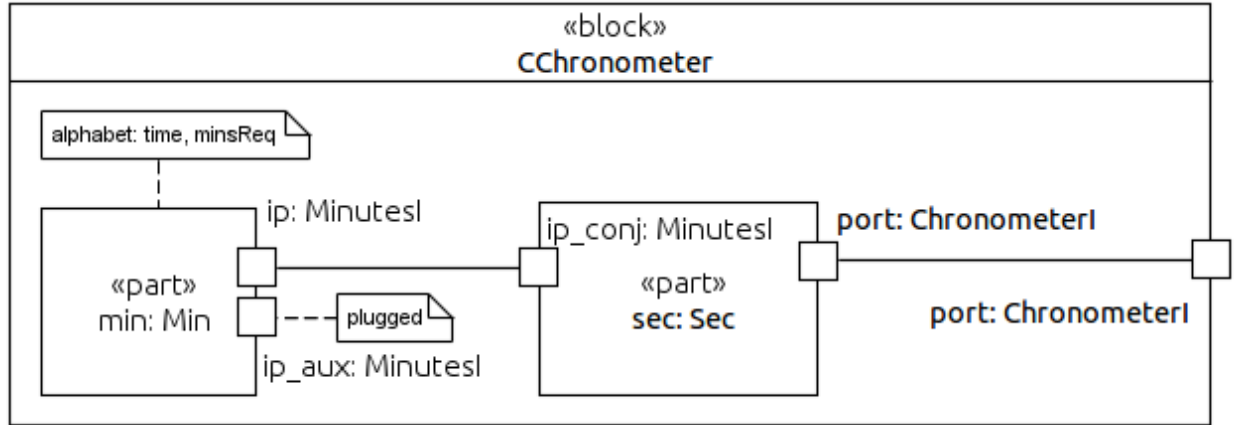 «block»
CChronometer
alphabet: time, minsReq
ip: MinutesI
ip_conj: MinutesI
port: ChronometerI
«part»
min: Min
plugged
«part»
sec: Sec
port: ChronometerI
ip_aux: MinutesI